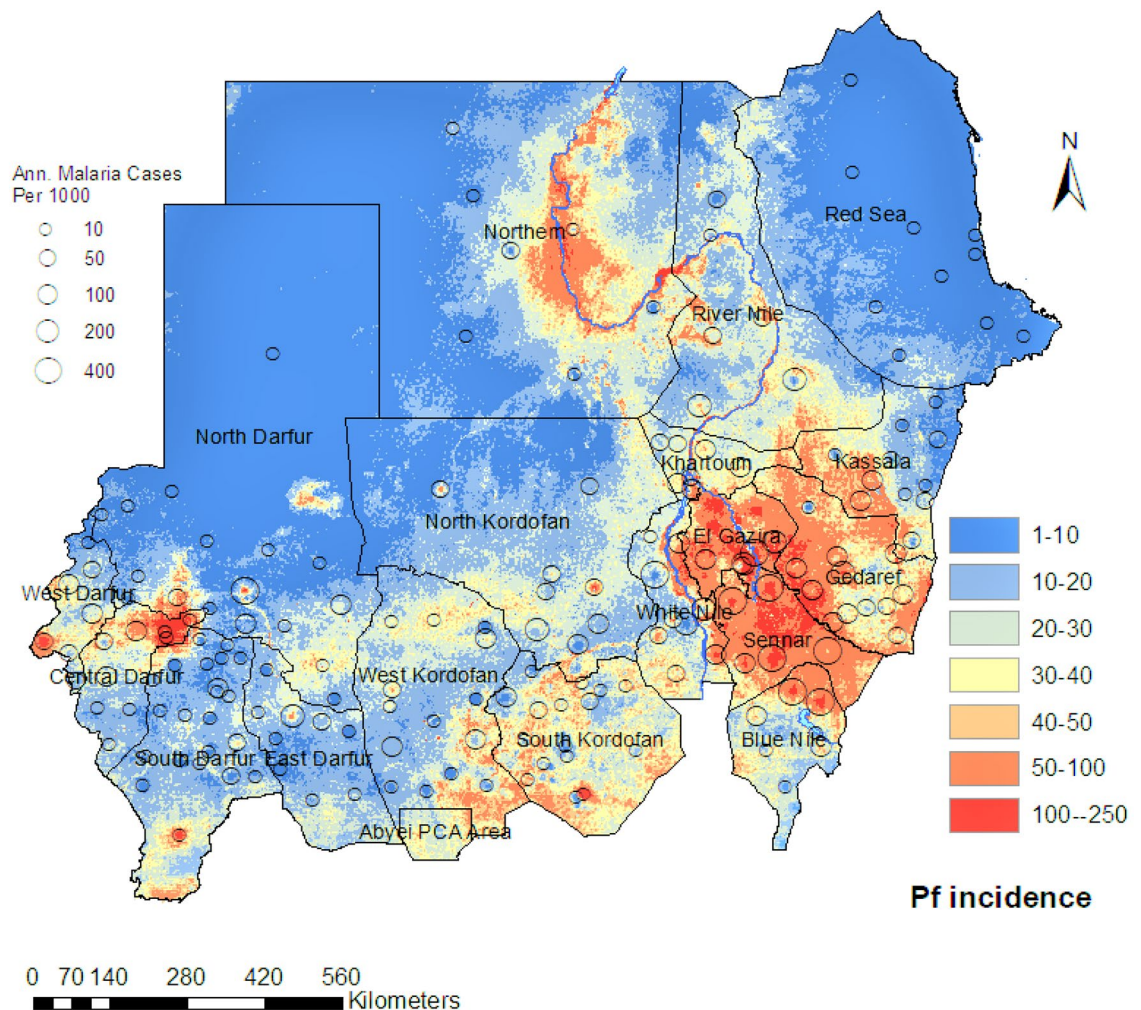 N
Ann. Malaria Cases
Per 1000
10
50
100
200
400
Red Sea
Northern
River Nile
North Darfur
Khartoum
Kassala
North Kordofan
El Gazira
Gedaref
West Darfur
White Nile
Sennar
Central Darfur
West Kordofan
South Kordofan
Blue Nile
South Darfur
East Darfur
Abyei PCA Area
1-10
10-20
20-30
30-40
40-50
50-100
100--250
Pf incidence
0 70 140 280 420 560
Kilometers